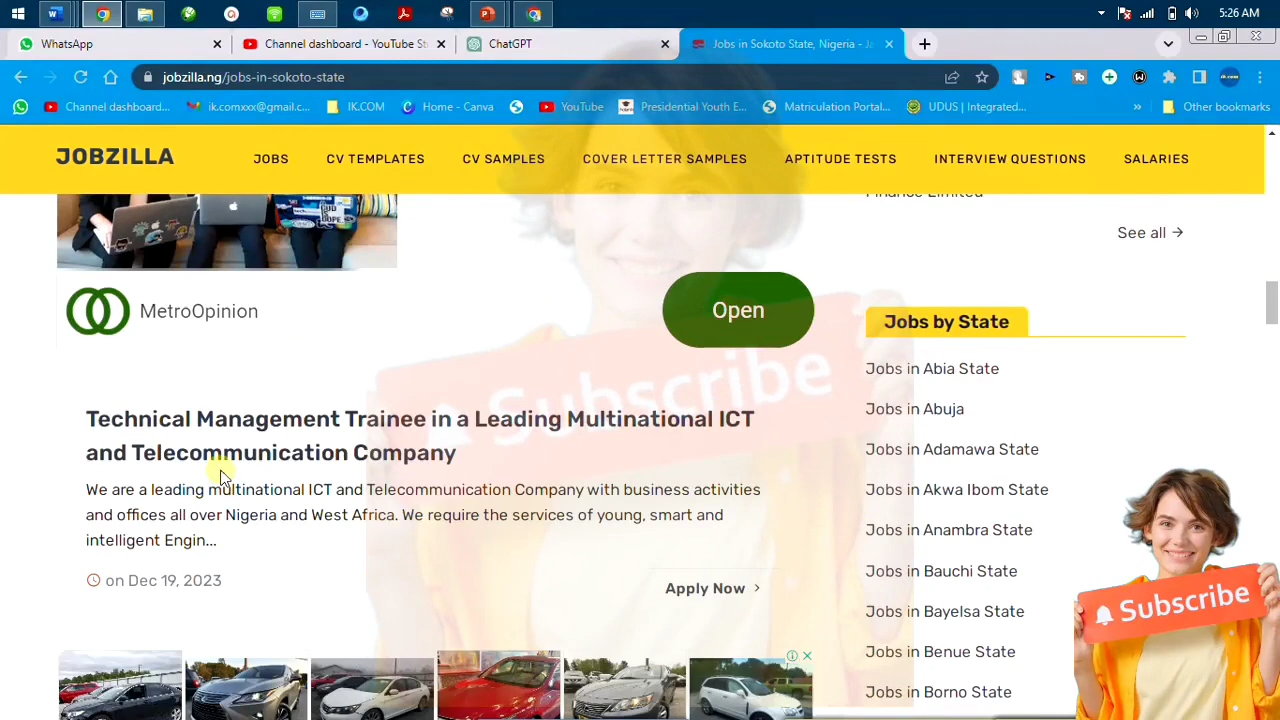 5:26 AM
WhatsApp
Channel dashboard - YouTube St
ChatGPT
Jobs in Sokoto State, Nigeria - Ja
jobzilla.ng/jobs-in-sokoto-state
Channel dashboard...
ik.comxxx@gmail.c...
IK.COM
Home - Canva
YouTube
Presidential Youth E...
Matriculation Portal...
UDUS | Integrated...
Other bookmarks
JOBZILLA
JOBS
CV TEMPLATES
CV SAMPLES
COVER LETTER SAMPLES
APTITUDE TESTS
INTERVIEW QUESTIONS
SALARIES
Finance Limited
See all
MetroOpinion
Open
Jobs by State
Subscribe
Jobs in Abia State
Jobs in Abuja
Technical Management Trainee in a Leading Multinational ICT
and Telecommunication Company
Jobs in Adamawa State
We are a leading multinational ICT and Telecommunication Company with business activities
and offices all over Nigeria and West Africa. We require the services of young, smart and
intelligent Engin...
Jobs in Akwa Ibom State
Jobs in Anambra State
Jobs in Bauchi State
on Dec 19, 2023
Apply Now
Jobs in Bayelsa State
Jobs in Benue State
Jobs in Borno State
Subscribe